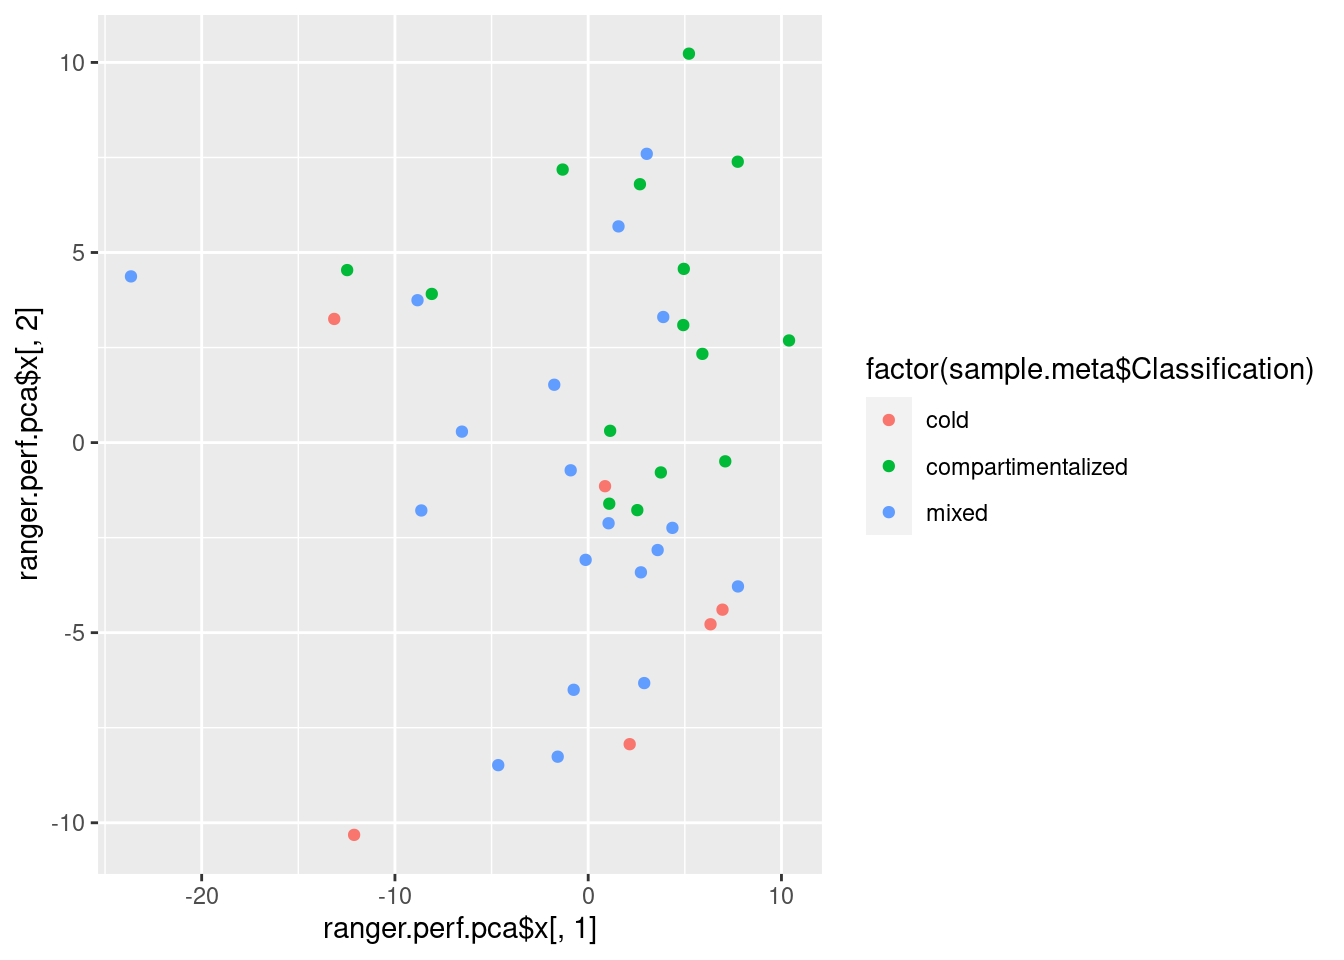 10
5
0
-5
-10
-20
-10
0
10
ranger.perf.pca$x[, 2]
ranger.perf.pca$x[, 1]
factor(sample.meta$Classification)
cold
compartimentalized
mixed